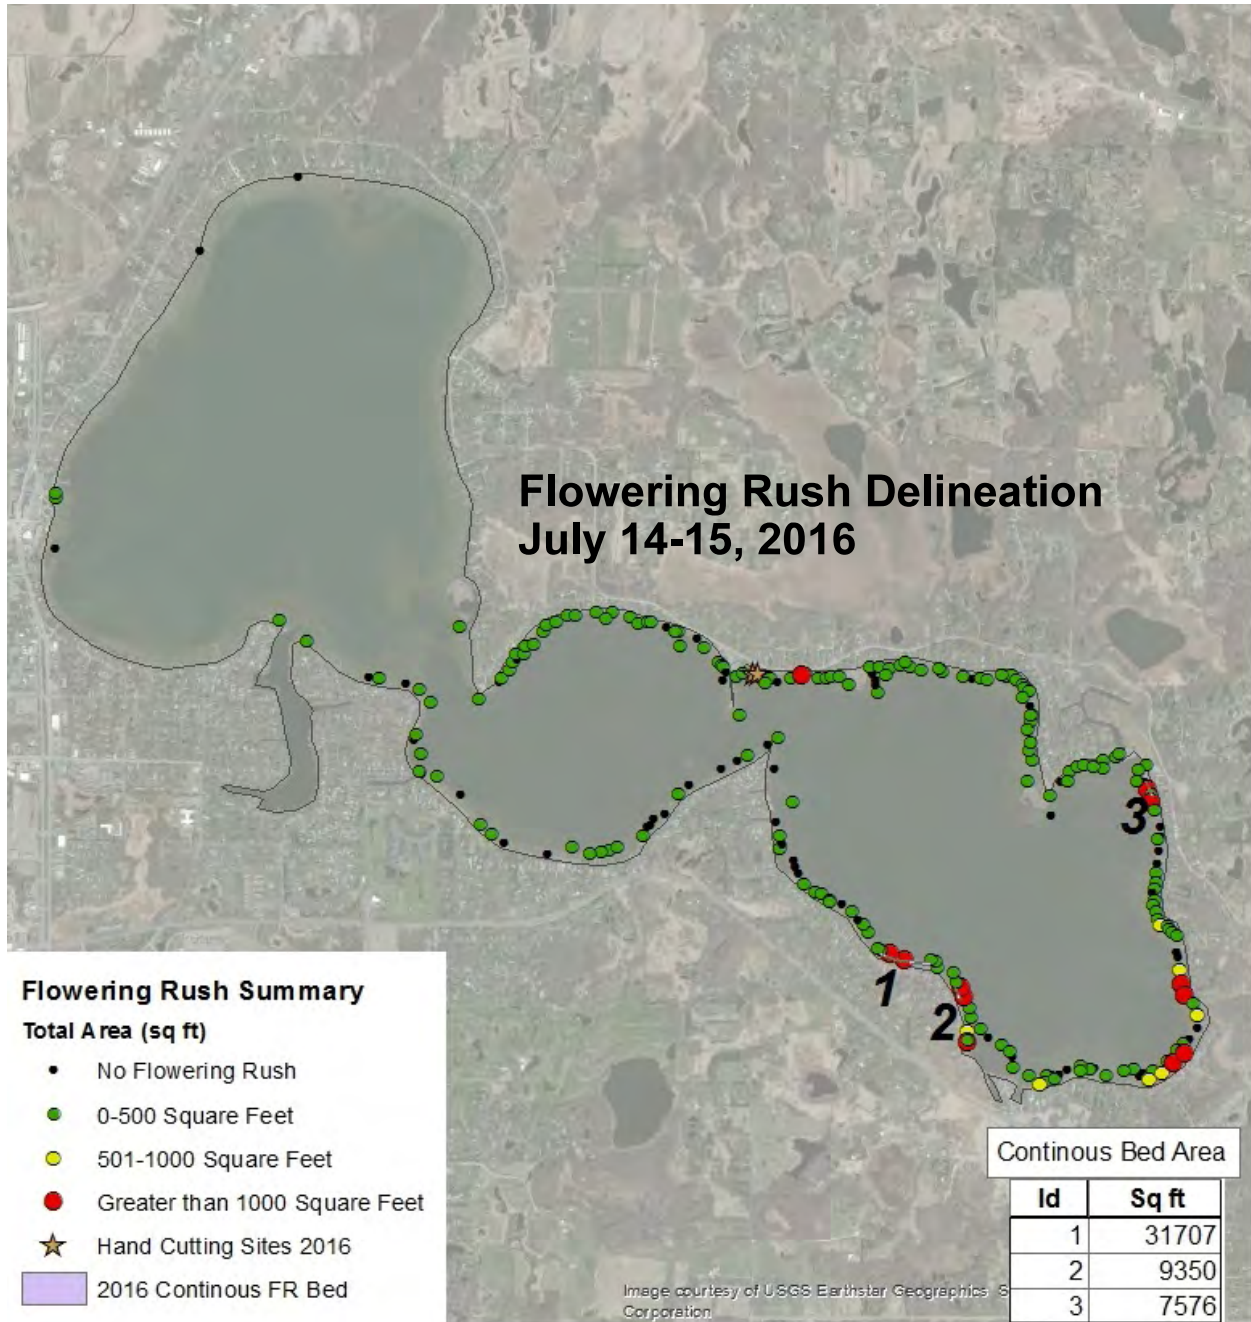 Flowering Rush Delineation
July 14-15, 2016
3
1
2
Flowering Rush Summary
Total Area (sq ft)
No Flowering Rush
0-500 Square Feet
501-1000 Square Feet
Greater than 1000 Square Feet
Hand Cutting Sites 2016
2016 Continous FR Bed
Continous Bed Area
Id Sq ft
1 31707
2 9350
3 7576
Image courtesy of USGS Earthstar Geographics S
Corporation